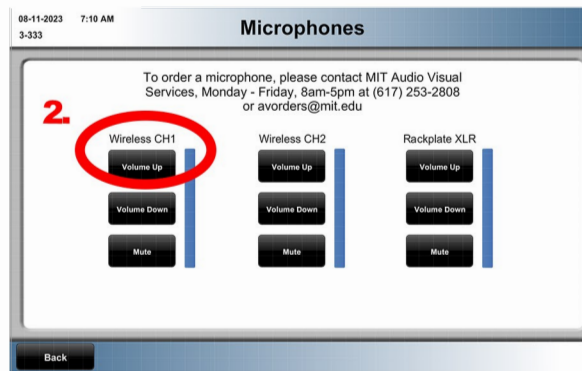 08-11-2023 7:10 AM
3-333
Microphones
To order a microphone, please contact MIT Audio Visual
Services, Monday - Friday, 8am-5pm at (617) 253-2808
or avorders@mit.edu
2.
Wireless CH1 Wireless CH2 Rackplate XLR
Volume Up Volume Up Volume Up
Volume Down Volume Down Volume Down
Mute Mute Mute
Back